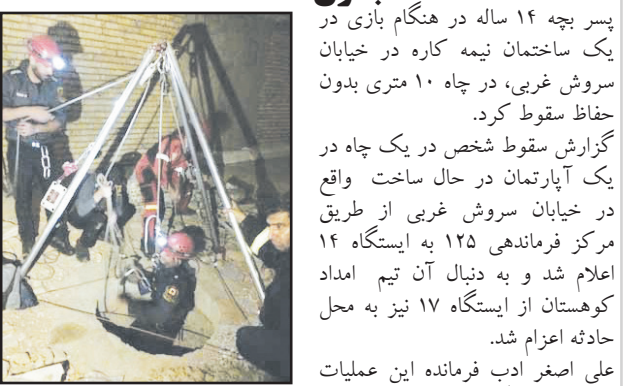 پسر بچه ۱۴ ساله در هنگام بازی در
یک ساختمان نیمه کاره در خیابان
سروش غربی، در چاه ۱۰ متری بدون
حفاظ سقوط کرد.
گزارش سقوط شخص در یک چاه در
یک آپارتمان در حال ساخت واقع
در خیابان سروش غربی از طریق
مرکز فرماندهی ۱۲۵ به ایستگاه ۱۴
اعلام شد و به دنبال آن تیم امداد
کوهستان از ایستگاه ۱۷ نیز به محل
حادثه اعزام شد.
علی اصغر ادب فرمانده این عملیات